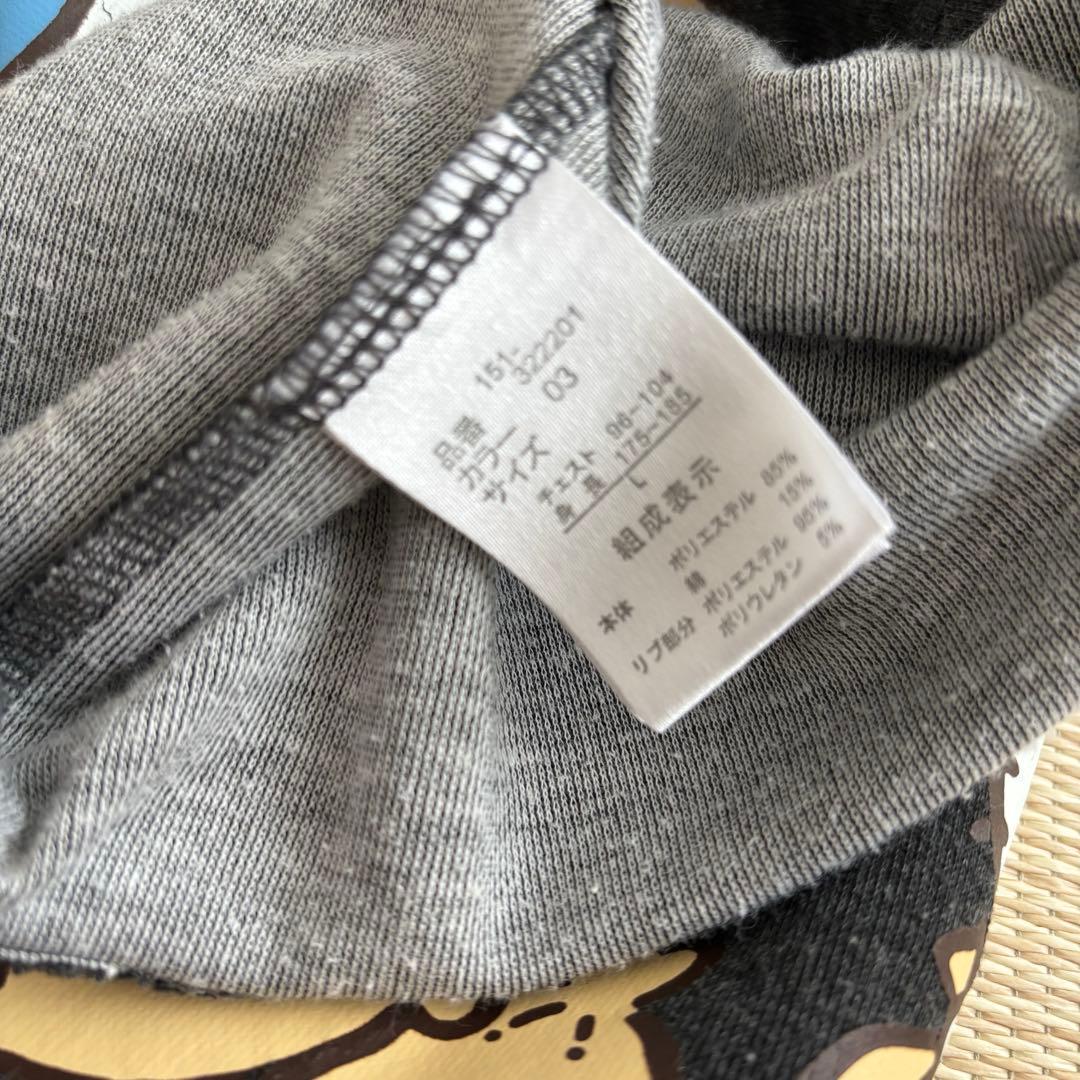 品番 151-
322201
カラー 03
サイズ
チェスト 96-104
身長 175-185
L
組成表示
本体 ポリエステル 85%
綿 15%
リブ部分 ポリエステル 95%
ポリウレタン 5%